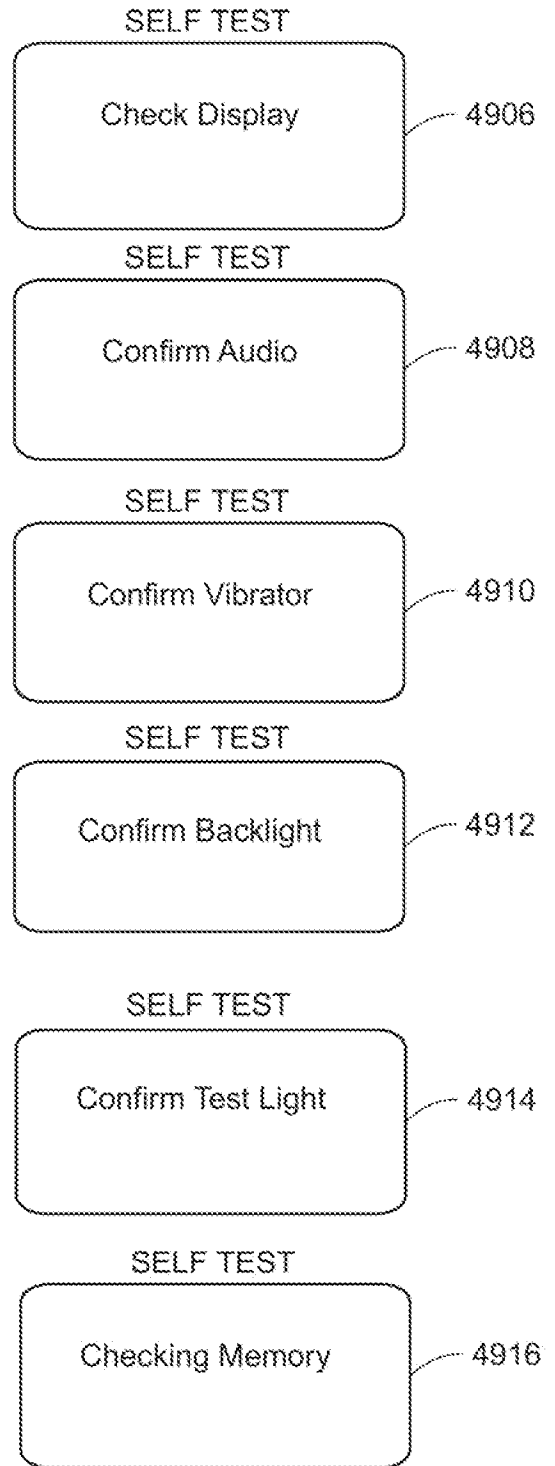 SELF TEST
Check Display
4906
SELF TEST
Confirm Audio
4908
SELF TEST
Confirm Vibrator
4910
SELF TEST
Confirm Backlight
4912
SELF TEST
Confirm Test Light
4914
SELF TEST
Checking Memory
4916